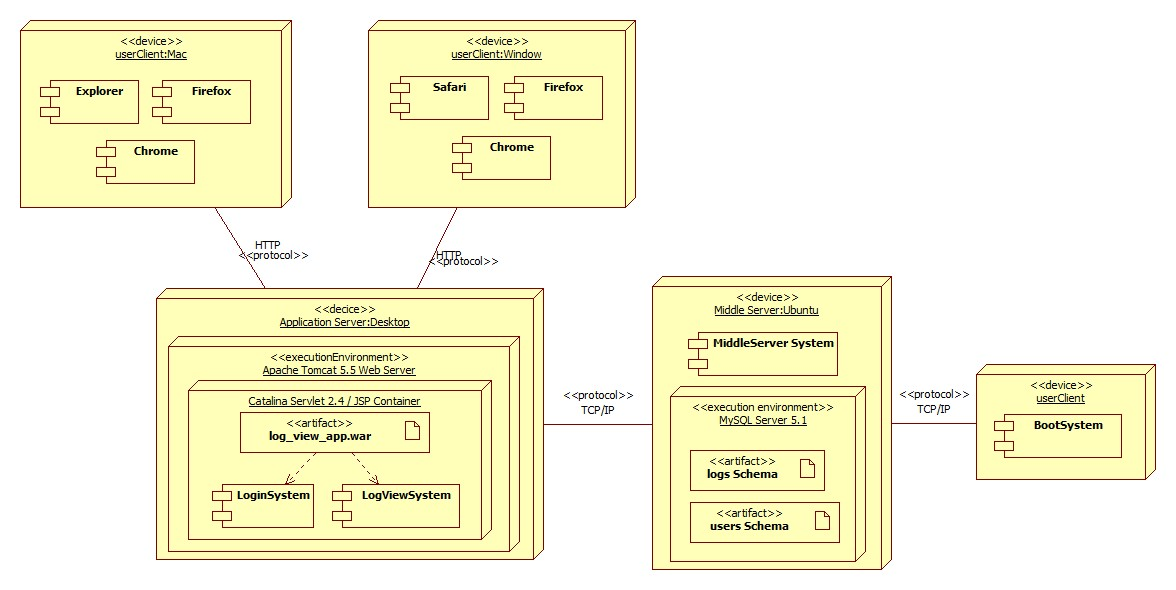 <<device>>
userClient:Mac
Explorer
Firefox
Chrome
<<device>>
userClient:Window
Safari
Firefox
Chrome
HTTP
<<protocol>>
HTTP
<<protocol>>
<<decice>>
Application Server:Desktop
<<executionEnvironment>>
Apache Tomcat 5.5 Web Server
Catalina Servlet 2.4 / JSP Container
<<artifact>>
log_view_app.war
LoginSystem
LogViewSystem
<<protocol>>
TCP/IP
<<device>>
Middle Server:Ubuntu
MiddleServer System
<<execution environment>>
MySQL Server 5.1
<<artifact>>
logs Schema
<<artifact>>
users Schema
<<protocol>>
TCP/IP
<<device>>
userClient
BootSystem